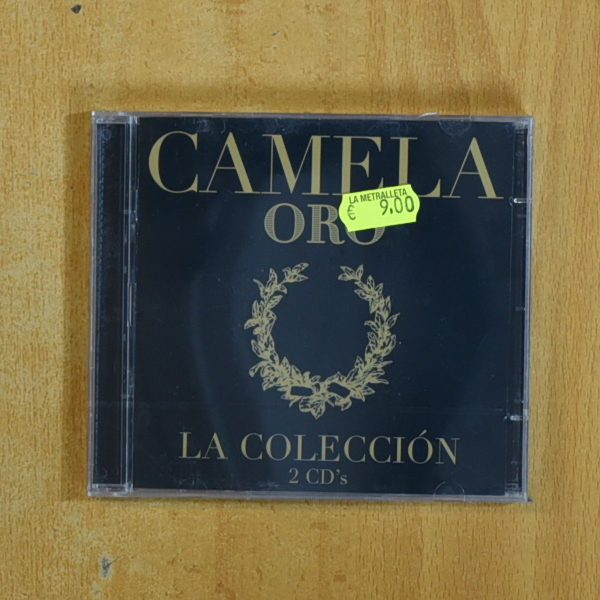 CAMELA
LA METRALLETA
€ 9,00
ORO
LA COLECCIÓN
2 CD's